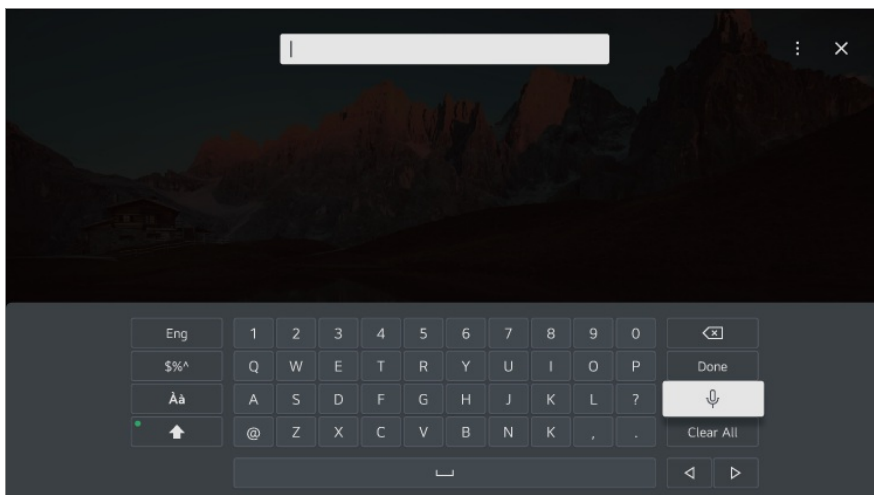 Eng 1 2 3 4 5 6 7 8 9 0
$%^ Q W E T R Y U I O P Done
Àà A S D F G H J K L ?
@ Z X C V B N K , . Clear All